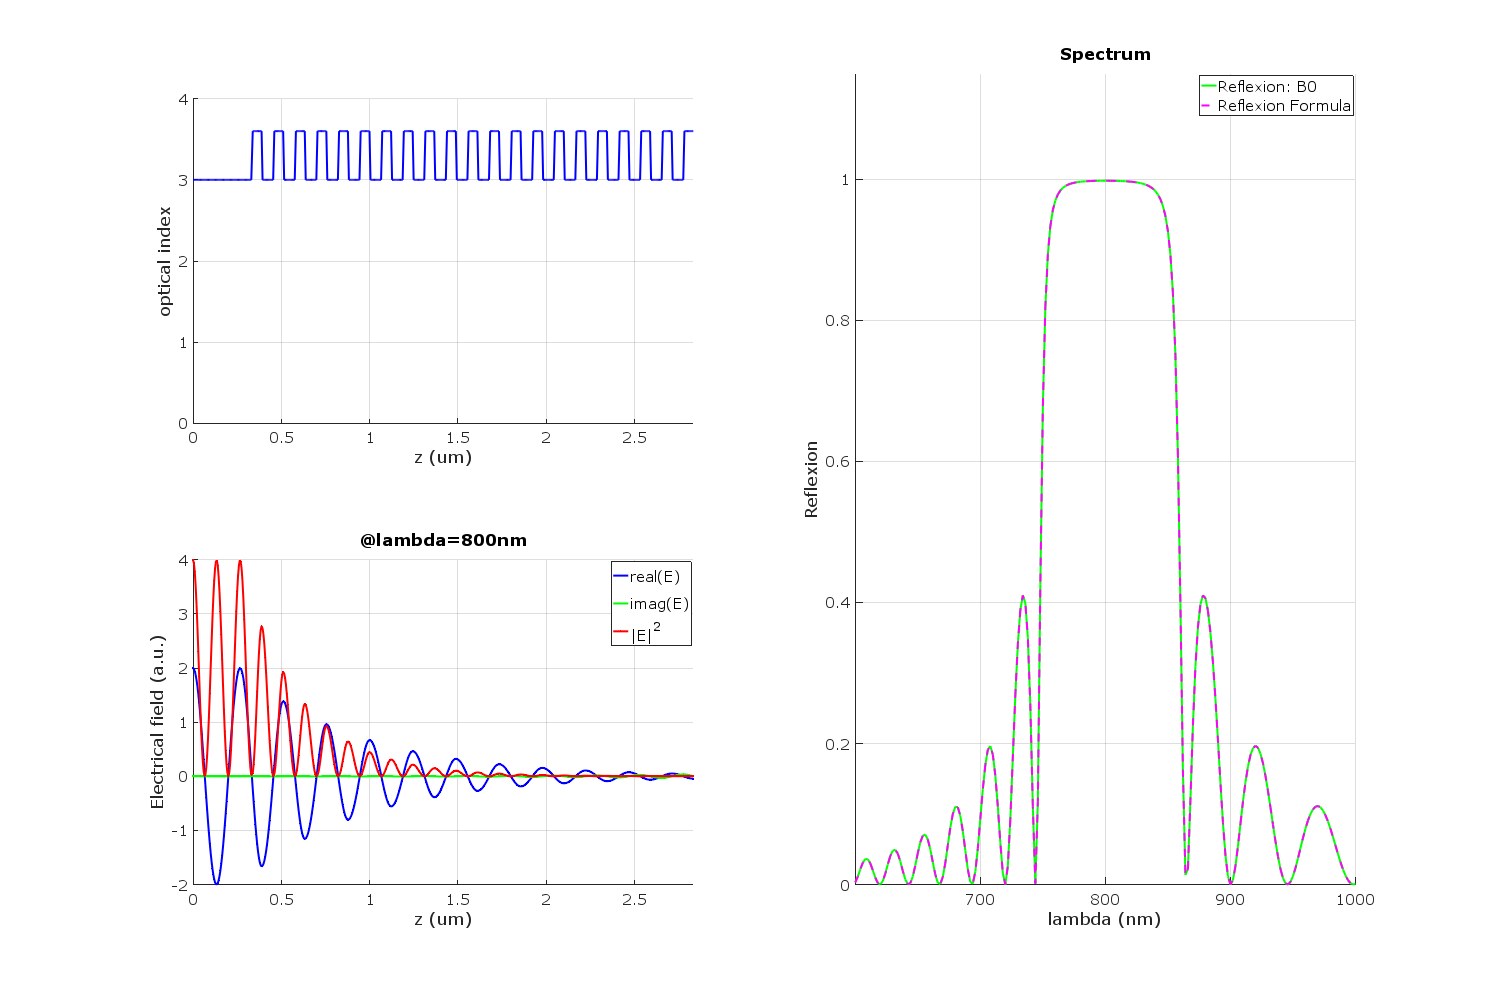 4
3
2
1
0
optical index
0 0.5 1 1.5 2 2.5
z (um)
@lambda=800nm
4
3
2
1
0
-1
-2
Electrical field (a.u.)
real(E)
imag(E)
|E|²
0 0.5 1 1.5 2 2.5
z (um)
Spectrum
Reflexion: B0
Reflexion Formula
1
0.8
0.6
0.4
0.2
0
Reflexion
700 800 900 1000
lambda (nm)